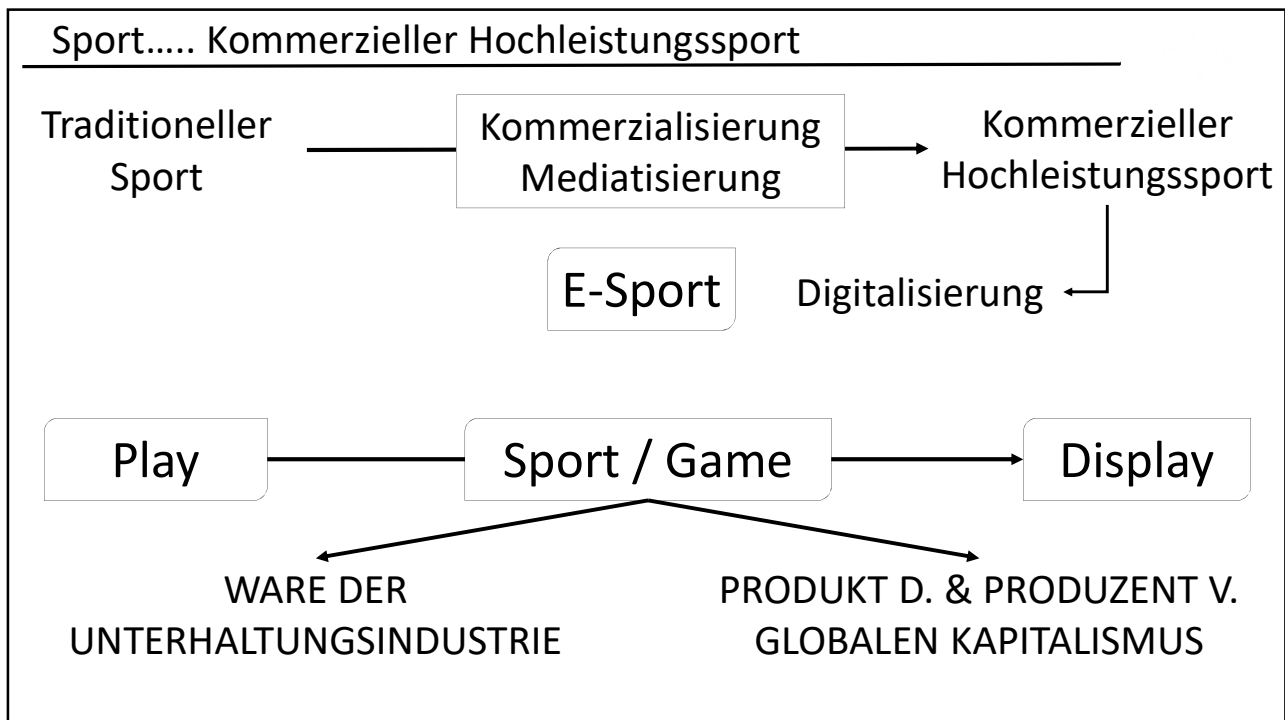 Sport..... Kommerzieller Hochleistungssport
Traditioneller
Sport
Kommerzialisierung
Mediatisierung
Kommerzieller
Hochleistungssport
E-Sport
Digitalisierung
Play
Sport / Game
Display
WARE DER
UNTERHALTUNGSINDUSTRIE
PRODUKT D. & PRODUZENT V.
GLOBALEN KAPITALISMUS